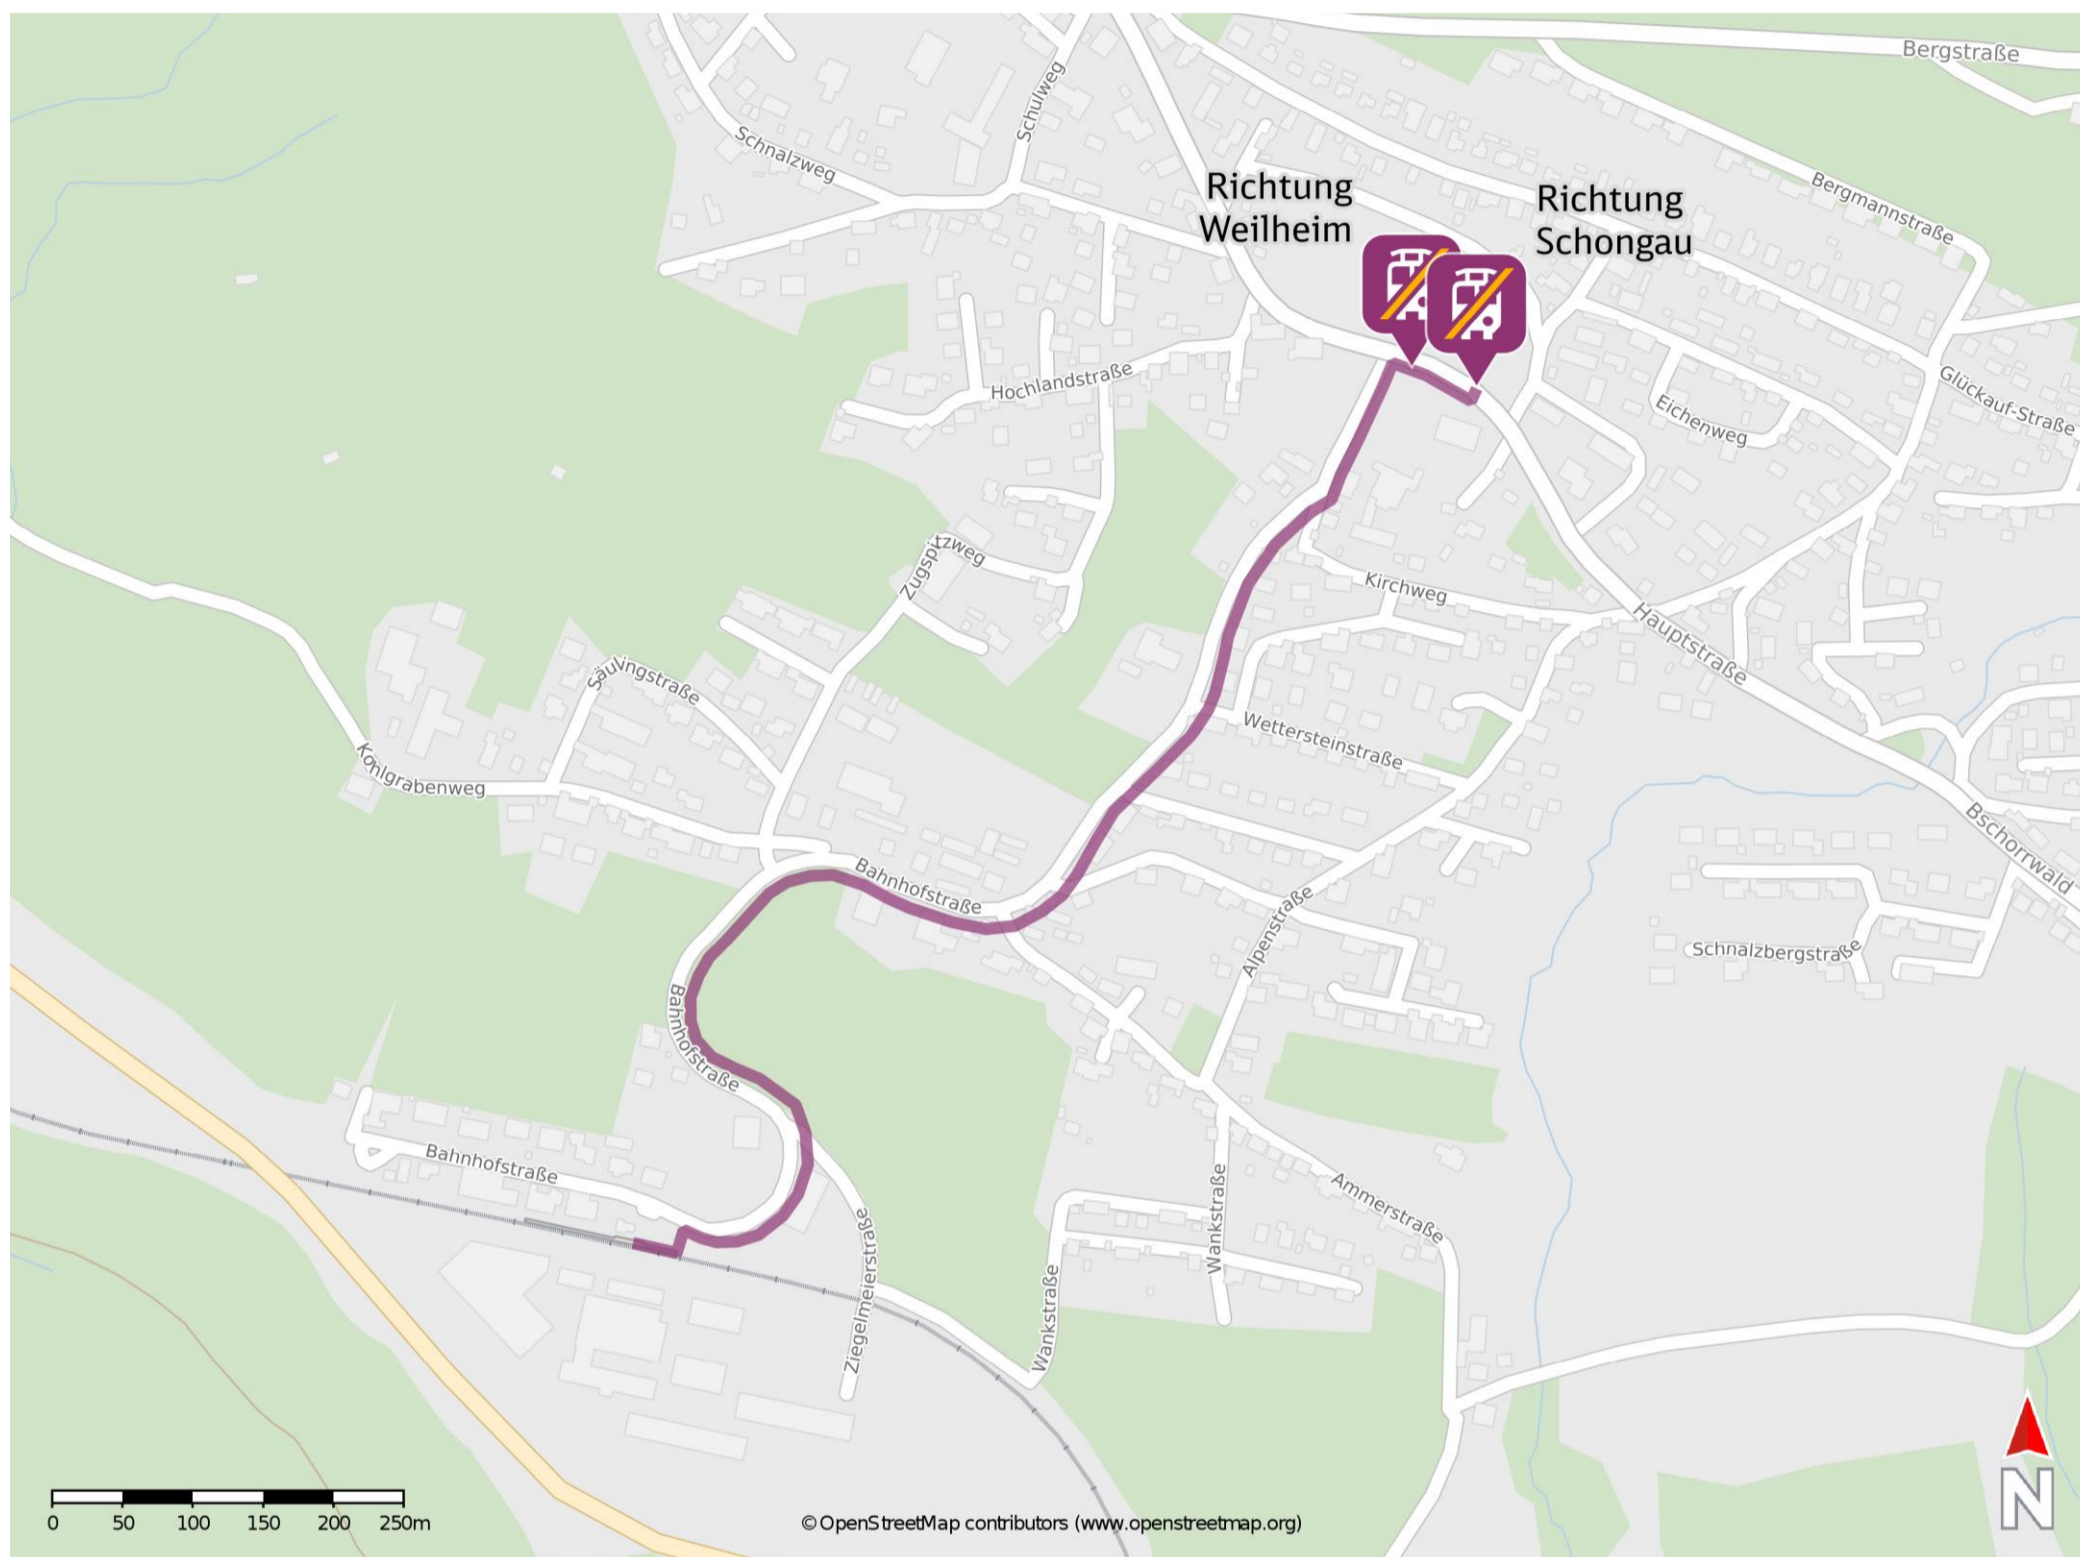 Bergstraße
Schulweg
Schnalzweg
Richtung
Weilheim
Richtung
Schongau
Bergmannstraße
Hochlandstraße
Glückauf-Straße
Eichenweg
Zugspitzweg
Kirchweg
Hauptstraße
Säulingstraße
Wettersteinstraße
Kohlgrabenweg
Bschorrwald
Bahnhofstraße
Alpenstraße
Schnalzbergstraße
Bahnhofstraße
Bahnhofstraße
Wankstraße
Ammerstraße
Ziegelmeierstraße
Wankstraße
N
0 50 100 150 200 250m
©OpenStreetMap contributors (www.openstreetmap.org)